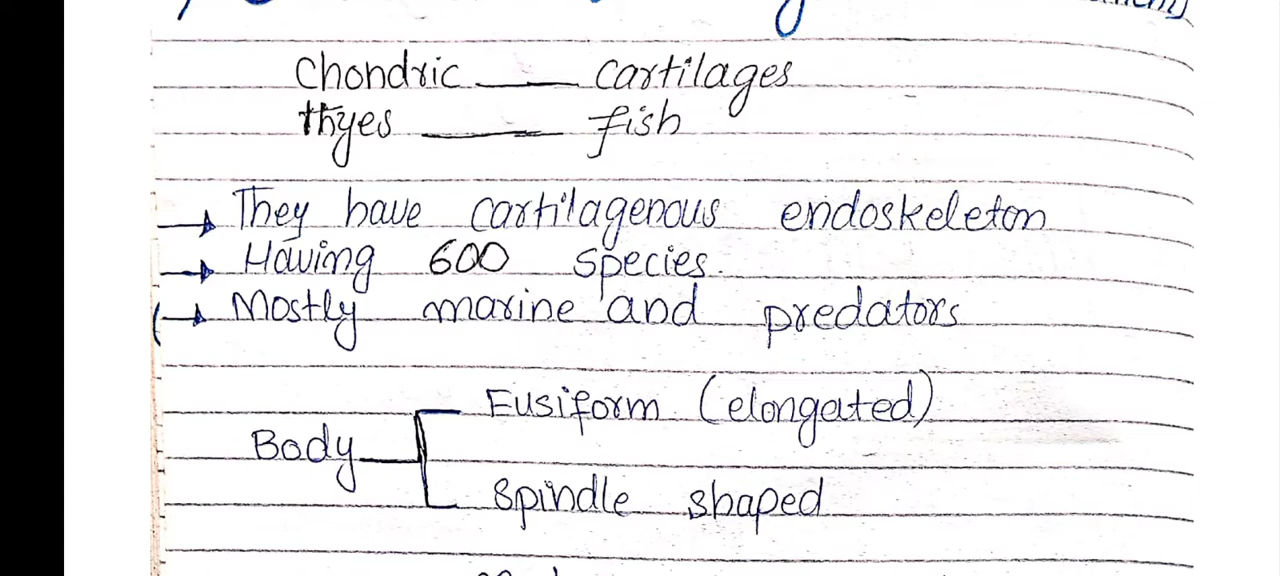 Chondric — Cartilages
thyes — fish
→ They have cartilagenous endoskeleton
→ Having 600 species.
→ Mostly marine and predators
Fusiform (elongated)
Body
Spindle shaped